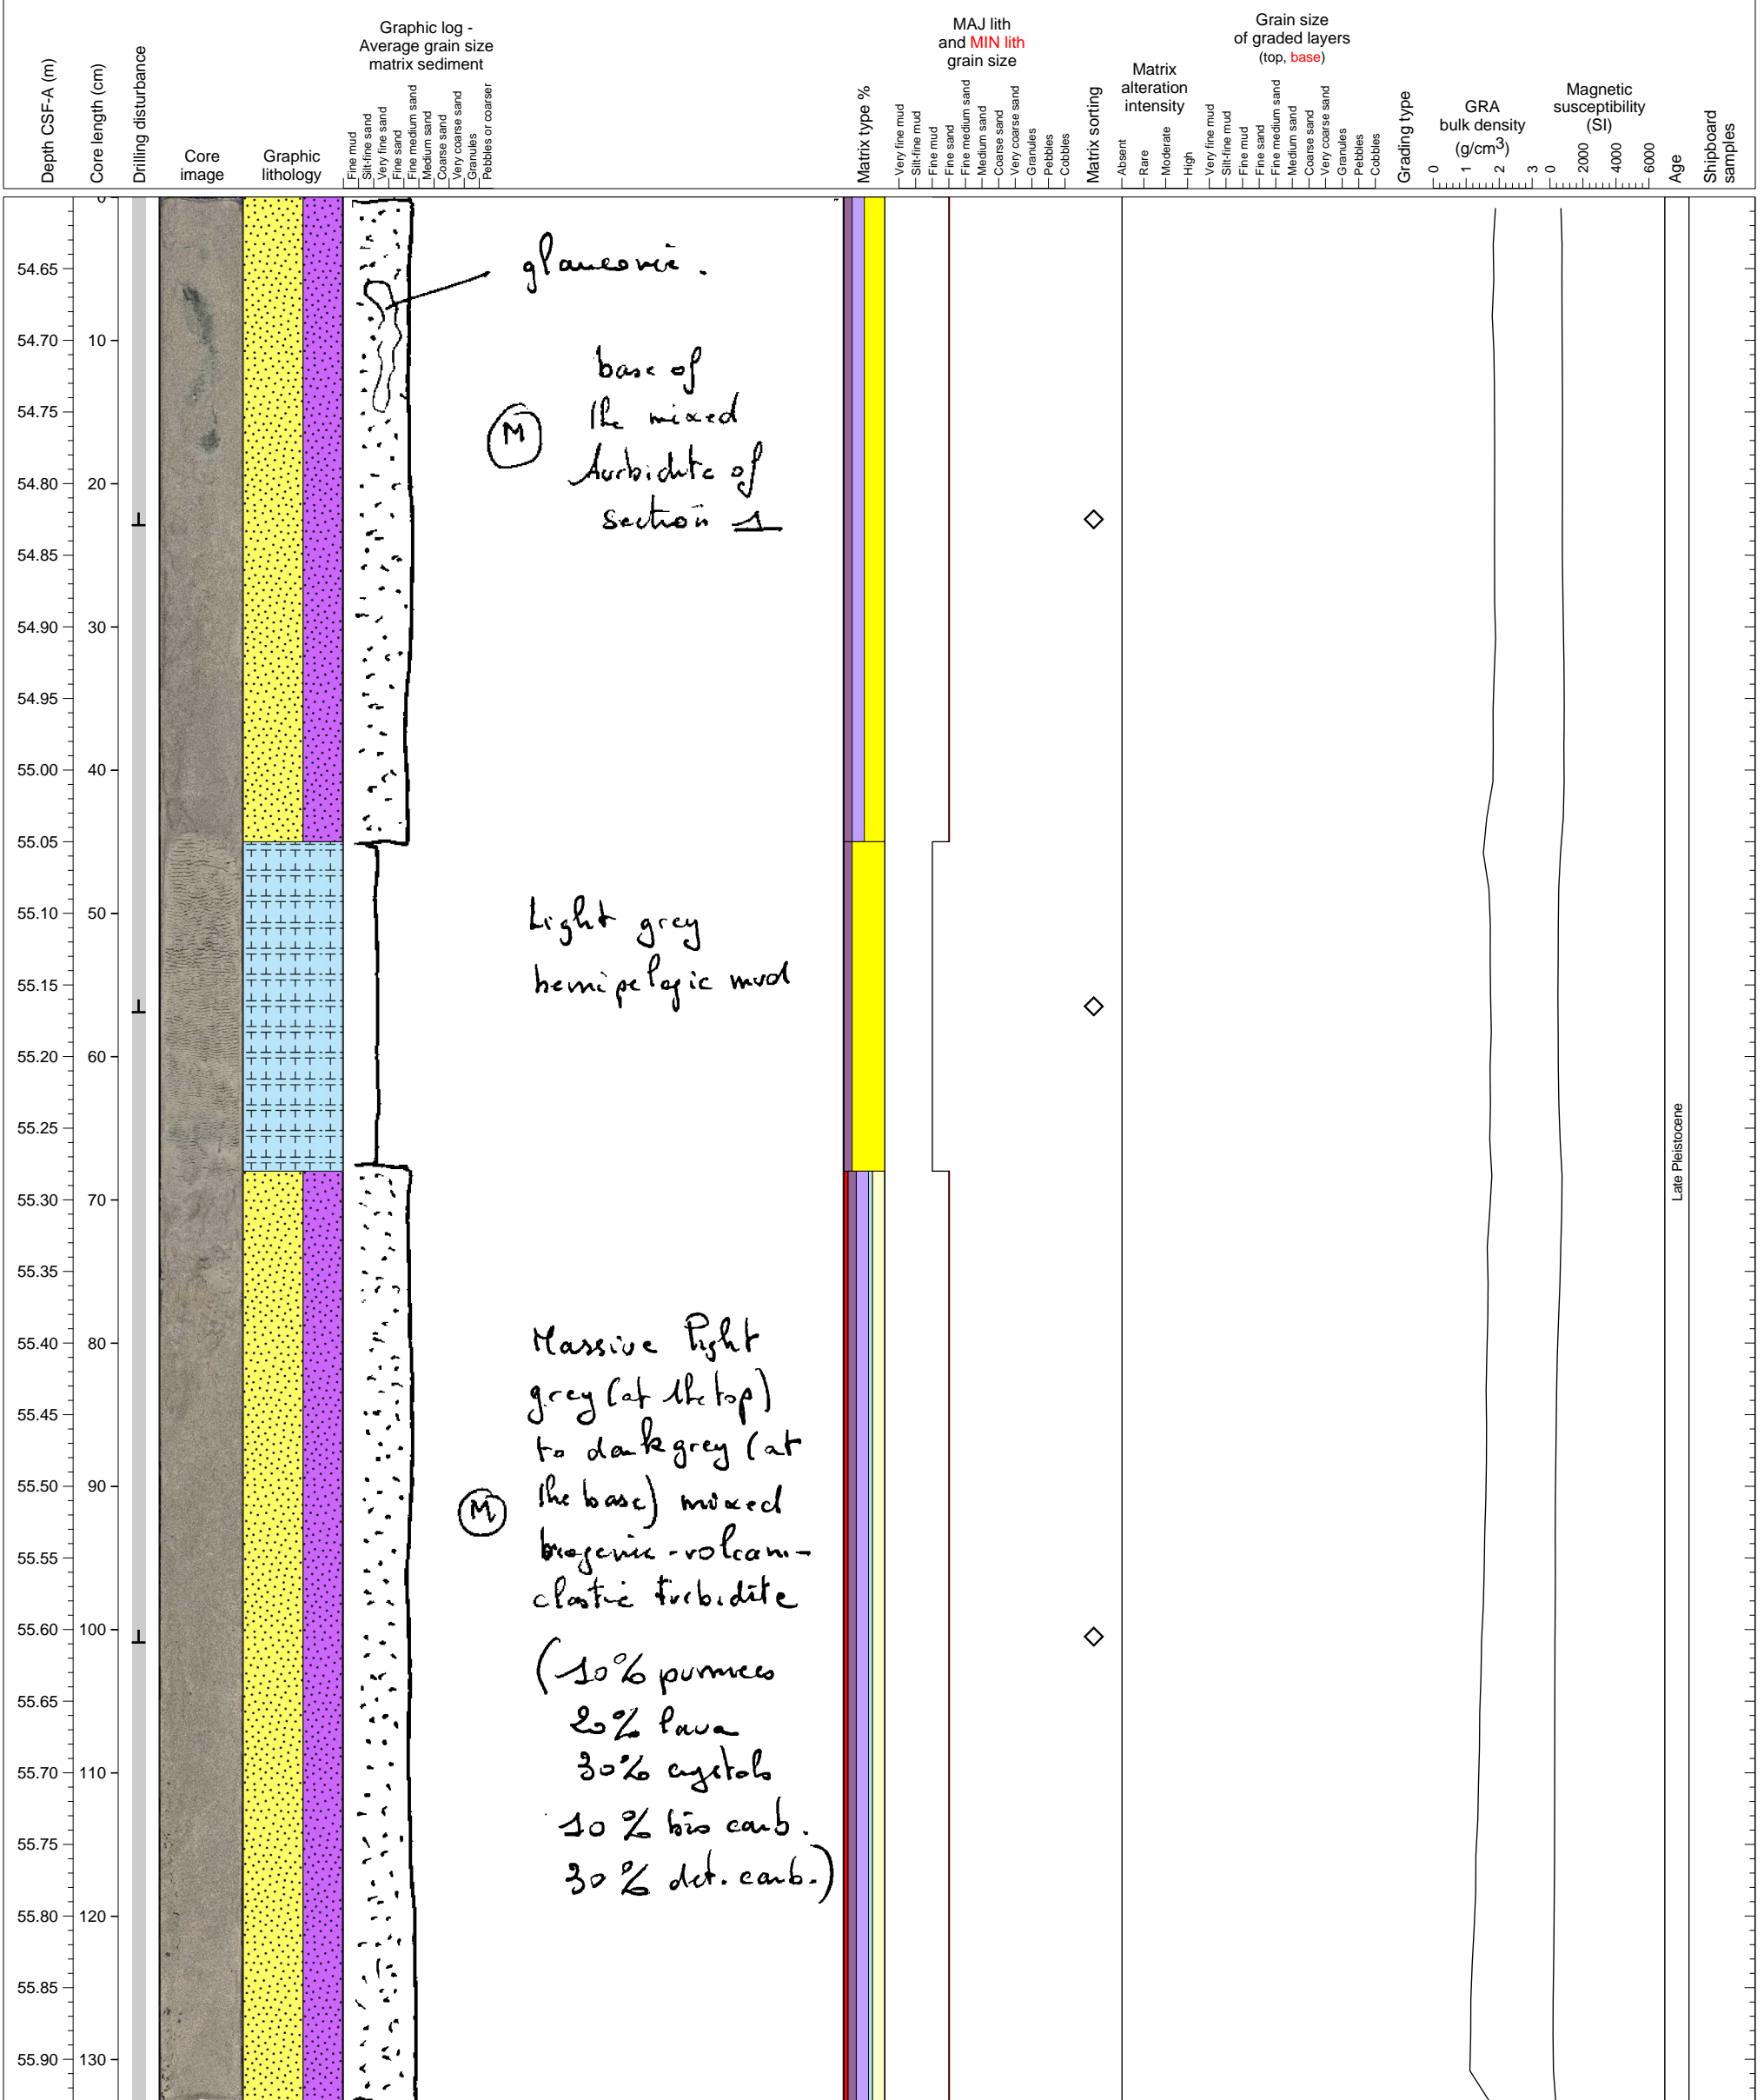 Depth CSF-A (m)
Core length (cm)
Drilling disturbance
Core
image
Graphic
lithology
Graphic log -
Average grain size
matrix sediment
Fine mud
Silt-fine sand
Very fine sand
Fine sand
Fine medium sand
Medium sand
Coarse sand
Very coarse sand
Granules
Pebbles or coarser
Matrix type %
MAJ lith
and MIN lith
grain size
Very fine mud
Silt-fine mud
Fine mud
Fine sand
Fine medium sand
Medium sand
Coarse sand
Very coarse sand
Granules
Pebbles
Cobbles
Matrix sorting
Matrix
alteration
intensity
Absent
Rare
Moderate
High
Grain size
of graded layers
(top, base)
Very fine mud
Silt-fine mud
Fine mud
Fine sand
Fine medium sand
Medium sand
Coarse sand
Very coarse sand
Granules
Pebbles
Cobbles
Grading type
GRA
bulk density
(g/cm3)
0 1 2 3
Magnetic
susceptibility
(SI)
0 2000 4000 6000
Age
Shipboard
samples
0
54.65
54.70 10
54.75
54.80 20
54.85
54.90 30
54.95
55.00 40
55.05
55.10 50
55.15
55.20 60
55.25
55.30 70
55.35
55.40 80
55.45
55.50 90
55.55
55.60 100
55.65
55.70 110
55.75
55.80 120
55.85
55.90 130
base of
the mixed
M
turbidite of
section 1
Light grey
hemipelagic mud
Massive light
grey (at the top)
to dark grey (at
the base) mixed
M
biogenic-volcani-
clastic turbidite
(10% pumices
20% lava
30% crystals
10% bio carb.
30% det. carb.)
Late Pleistocene